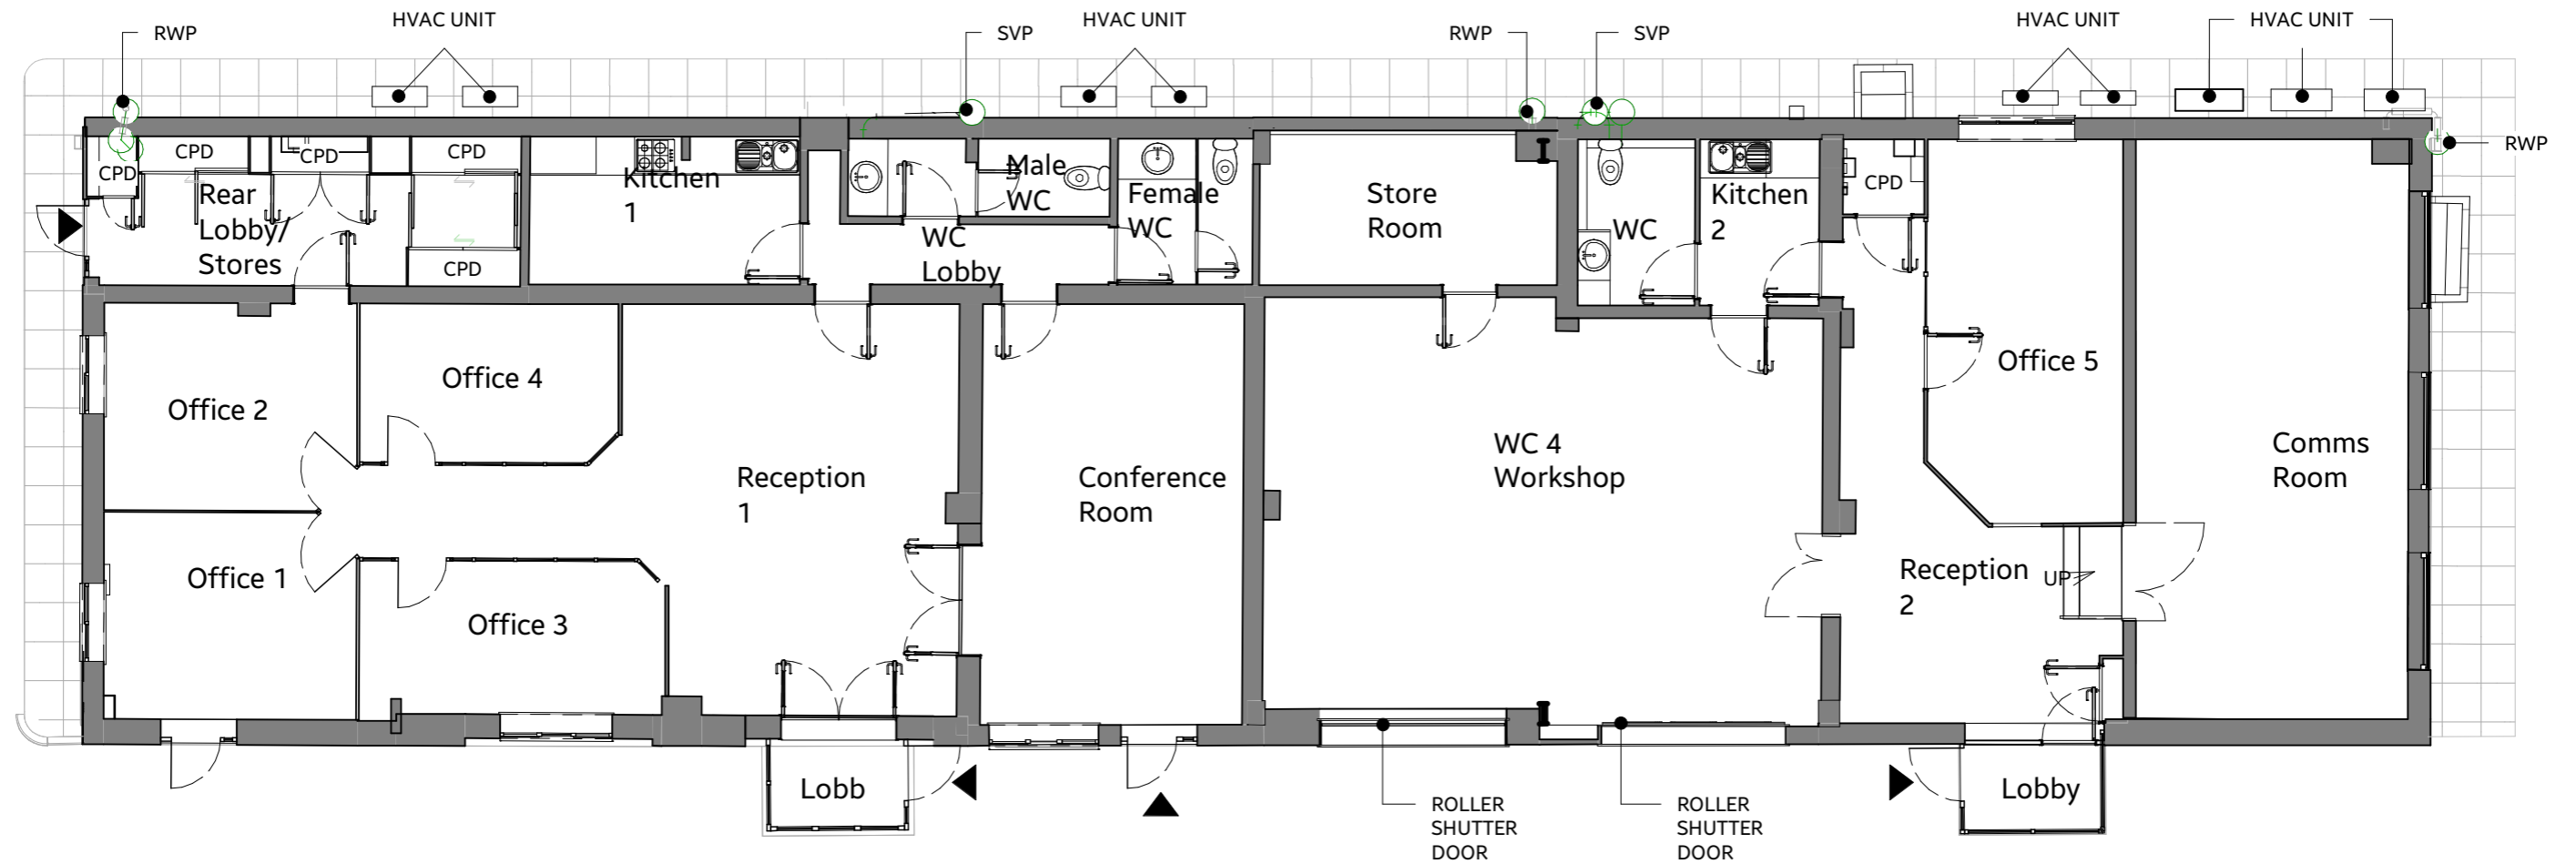 HVAC UNIT
HVAC UNIT
HVAC UNIT
HVAC UNIT
RWP
SVP
RWP
SVP
RWP
CPD
CPD
CPD
CPD
CPD
CPD
Rear
Lobby/
Stores
Kitchen
1
Male
WC
Female
WC
WC
Lobby
Store
Room
WC
Kitchen
2
Office 2
Office 4
Office 5
Reception
1
Conference
Room
WC 4
Workshop
Comms
Room
Office 1
Office 3
Reception
2
UP
Lobb
Lobby
ROLLER
SHUTTER
DOOR
ROLLER
SHUTTER
DOOR